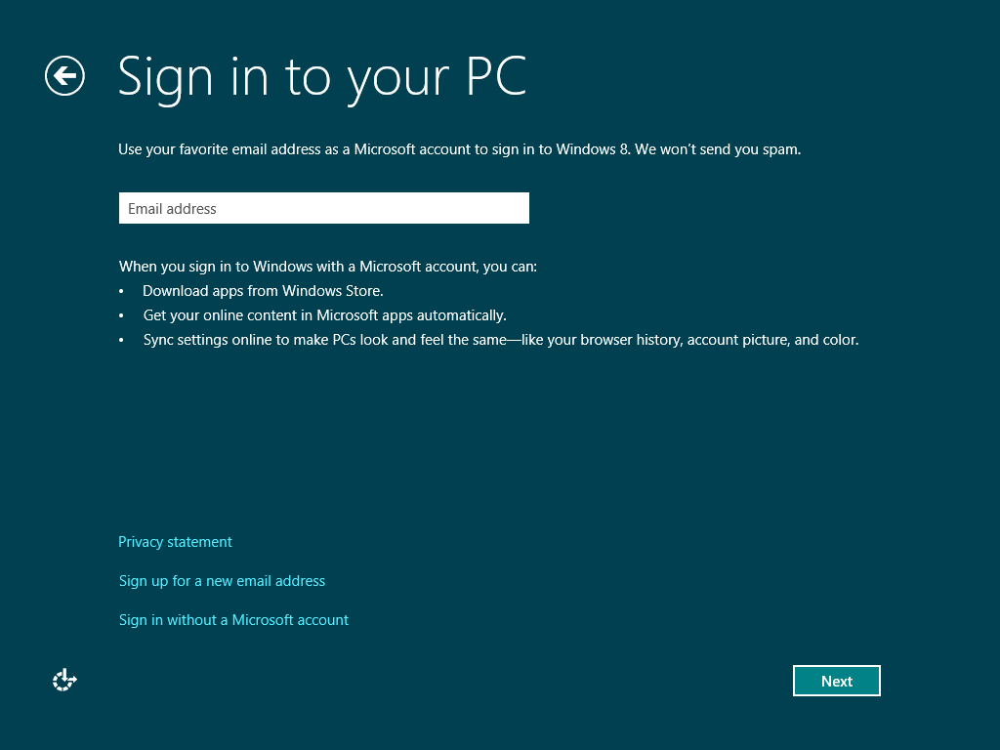 Sign in to your PC
Use your favorite email address as a Microsoft account to sign in to Windows 8. We won't send you spam.
Email address
When you sign in to Windows with a Microsoft account, you can:
• Download apps from Windows Store.
• Get your online content in Microsoft apps automatically.
• Sync settings online to make PCs look and feel the same—like your browser history, account picture, and color.
Privacy statement
Sign up for a new email address
Sign in without a Microsoft account
Next